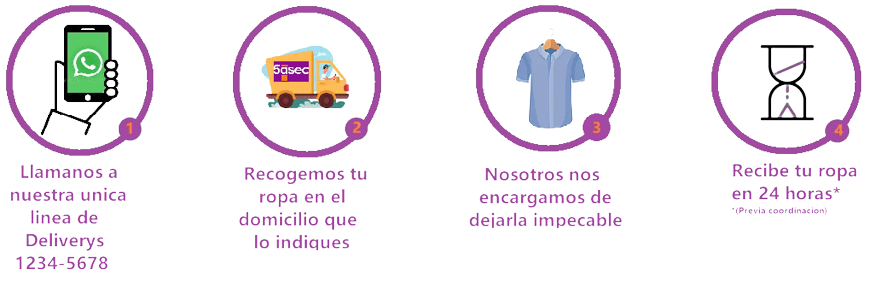 1
Llamanos a
nuestra unica
linea de
Deliverys
1234-5678
5àsec
2
Recogemos tu
ropa en el
domicilio que
lo indiques
3
Nosotros nos
encargamos de
dejarla impecable
4
Recibe tu ropa
en 24 horas*
*(Previa coordinacion)